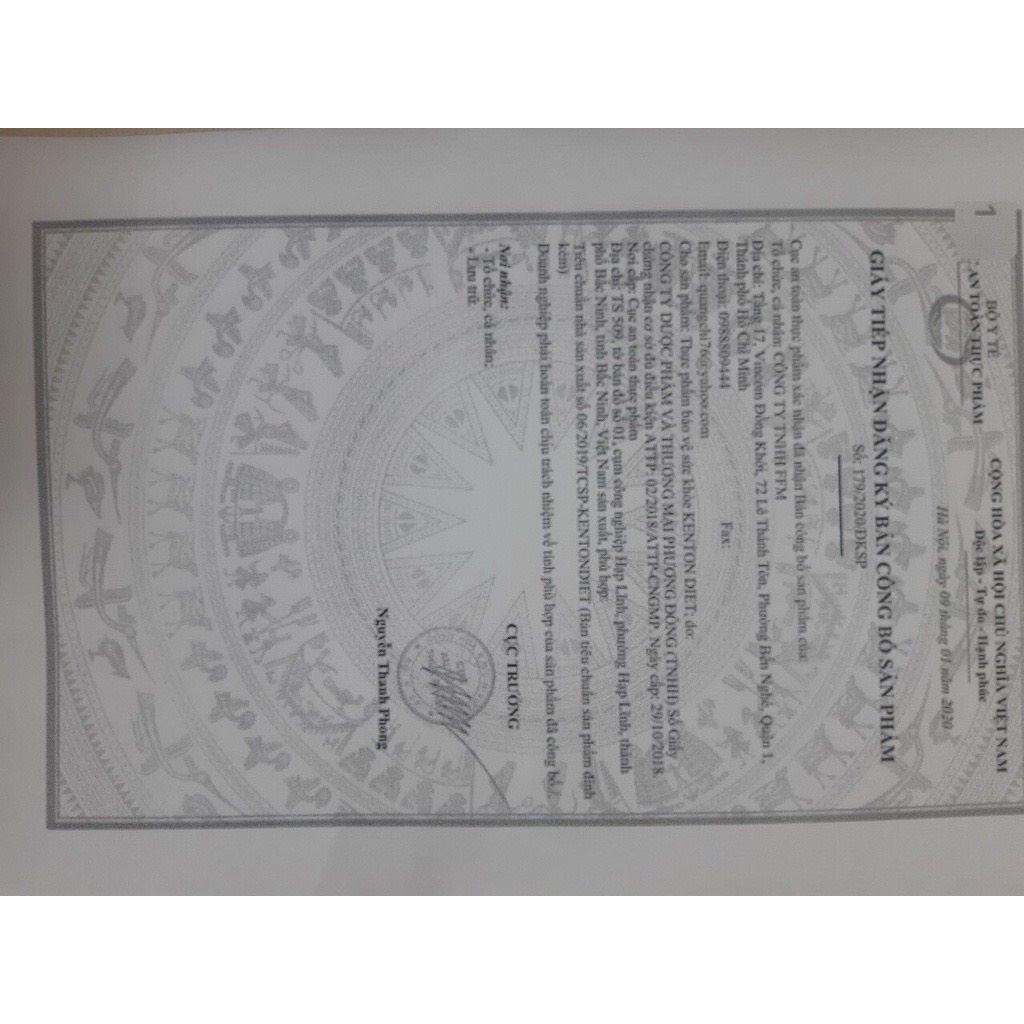 BỘ Y TẾ
AN TOÀN THỰC PHẨM
CỘNG HÒA XÃ HỘI CHỦ NGHĨA VIỆT NAM
Độc lập - Tự do - Hạnh phúc
Hà Nội, ngày 09 tháng 01 năm 2020
GIẤY TIẾP NHẬN ĐĂNG KÝ BẢN CÔNG BỐ SẢN PHẨM
Số: 179/2020/ĐKSP
Cục an toàn thực phẩm xác nhận đã nhận Bản công bố sản phẩm của:
Tổ chức, cá nhân: CÔNG TY TNHH FFM
Địa chỉ: Tầng 17, Vincom Đồng Khởi, 72 Lê Thánh Tôn, Phường Bến Nghé, Quận 1,
Thành phố Hồ Chí Minh
Điện thoại: 0988809444 Fax:
Email: quangchi76@yahoo.com
Cho sản phẩm: Thực phẩm bảo vệ sức khỏe KENTON DIET; do:
CÔNG TY DƯỢC PHẨM VÀ THƯƠNG MẠI PHƯƠNG ĐÔNG (TNHH) Số Giấy
chứng nhận cơ sở đủ điều kiện ATTP: 02/2018/ATTP-CNGMP. Ngày cấp: 29/10/2018.
Nơi cấp: Cục an toàn thực phẩm
Địa chỉ: TS 509, tờ bản đồ số 01, cụm công nghiệp Hạp Lĩnh, phường Hạp Lĩnh, thành
phố Bắc Ninh, tỉnh Bắc Ninh, Việt Nam sản xuất, phù hợp:
Tiêu chuẩn nhà sản xuất số 06/2019/TCSP-KENTONDIET (Bản tiêu chuẩn sản phẩm đính
kèm)
Doanh nghiệp phải hoàn toàn chịu trách nhiệm về tính phù hợp của sản phẩm đã công bố./.
Nơi nhận:
- Tổ chức, cá nhân;
- Lưu trữ.
CỤC TRƯỞNG
Nguyễn Thanh Phong